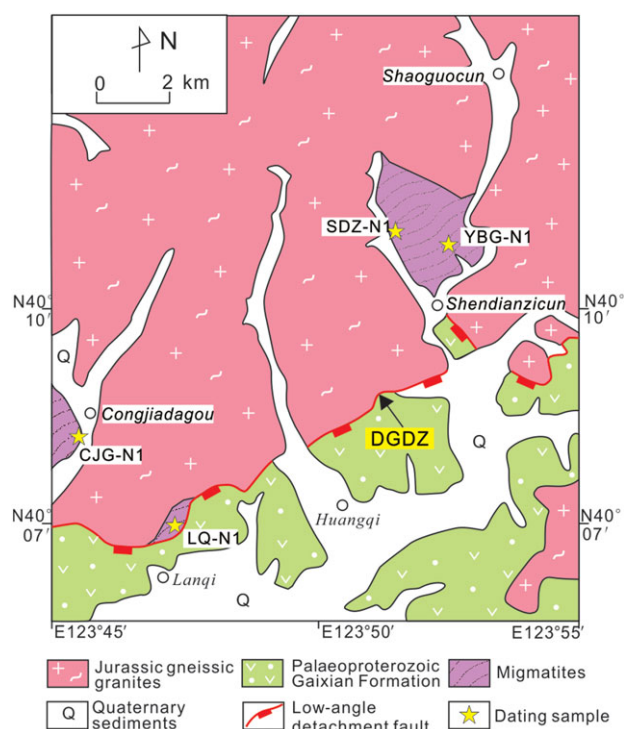 N
0 2 km
Shaoguocun
SDZ-N1
YBG-N1
N40°
10′
N40°
10′
Shendianzicun
Q
Congjiadagou
CJG-N1
DGDZ
Q
N40°
07′
N40°
07′
LQ-N1
Huangqi
Lanqi
Q
E123°45′ E123°50′ E123°55′
Jurassic gneissic
granites
Palaeoproterozoic
Gaixian Formation
Migmatites
Q
Quaternary
sediments
Low-angle
detachment fault
Dating sample